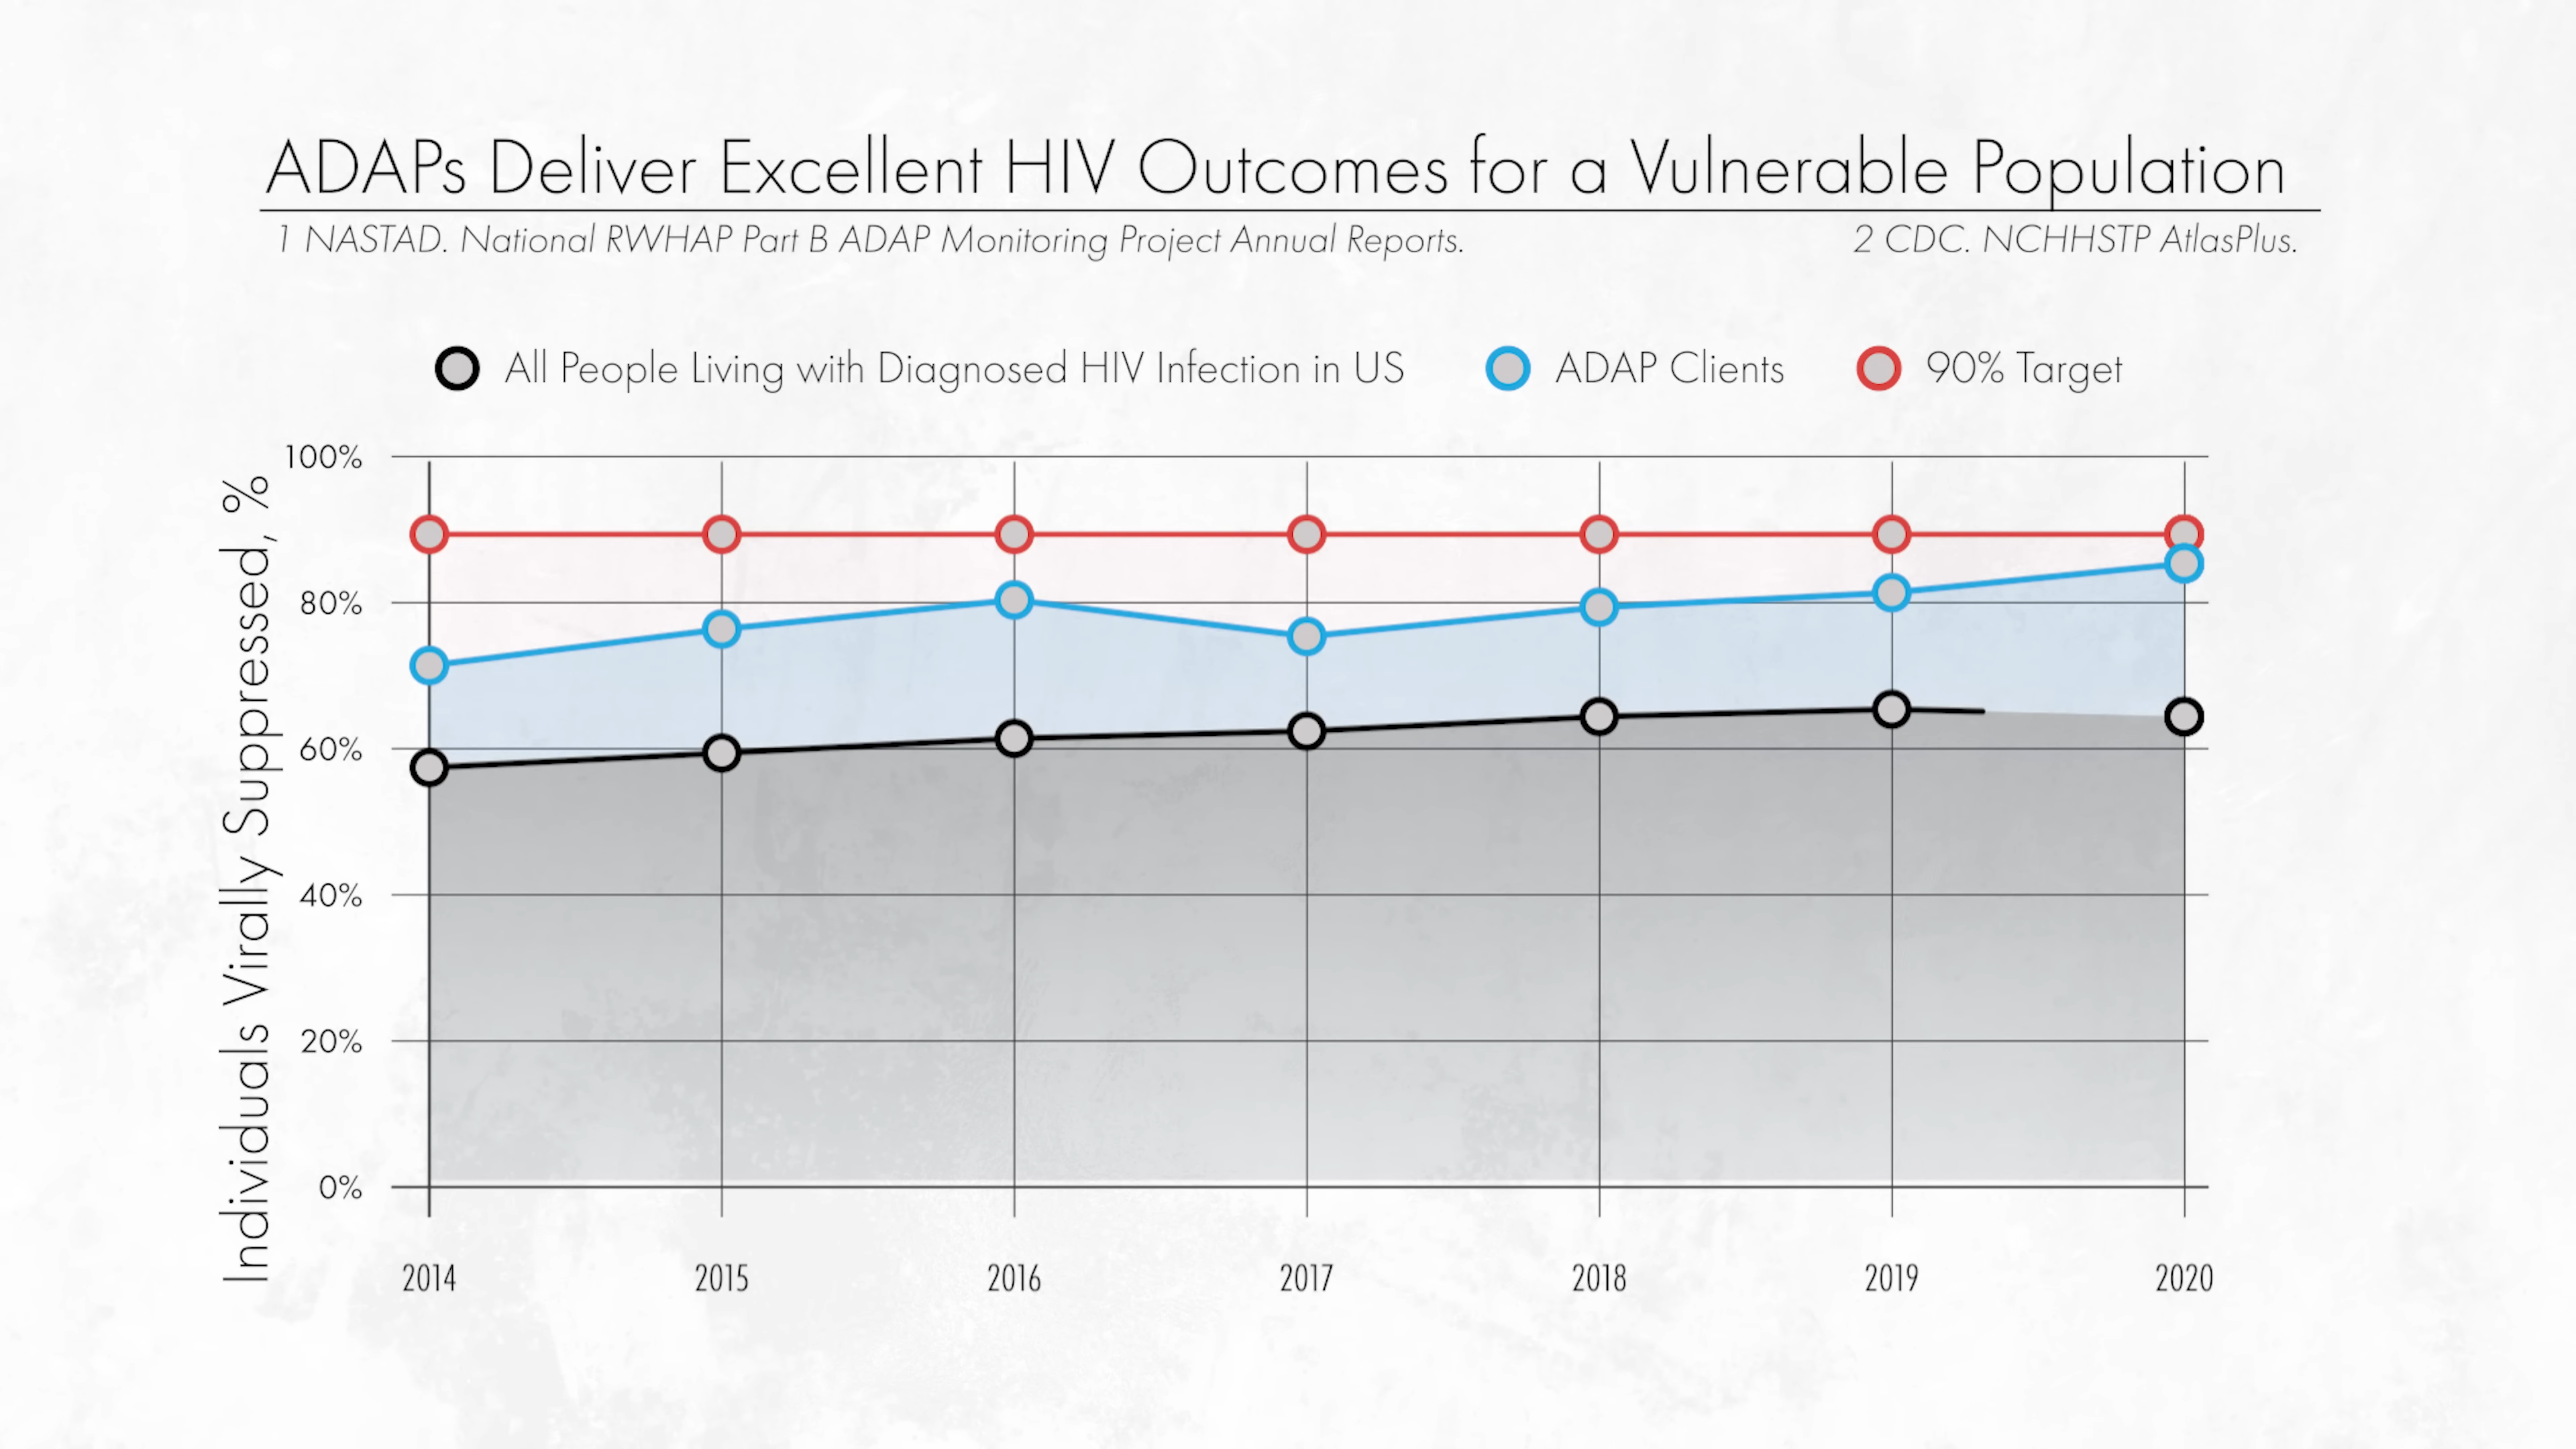 ADAPs Deliver Excellent HIV Outcomes for a Vulnerable Population
1 NASTAD. National RWHAP Part B ADAP Monitoring Project Annual Reports.
2 CDC. NCHHSTP AtlasPlus.
All People Living with Diagnosed HIV Infection in US
ADAP Clients
90% Target
Individuals Virally Suppressed, %
100%
80%
60%
40%
20%
0%
2014 2015 2016 2017 2018 2019 2020